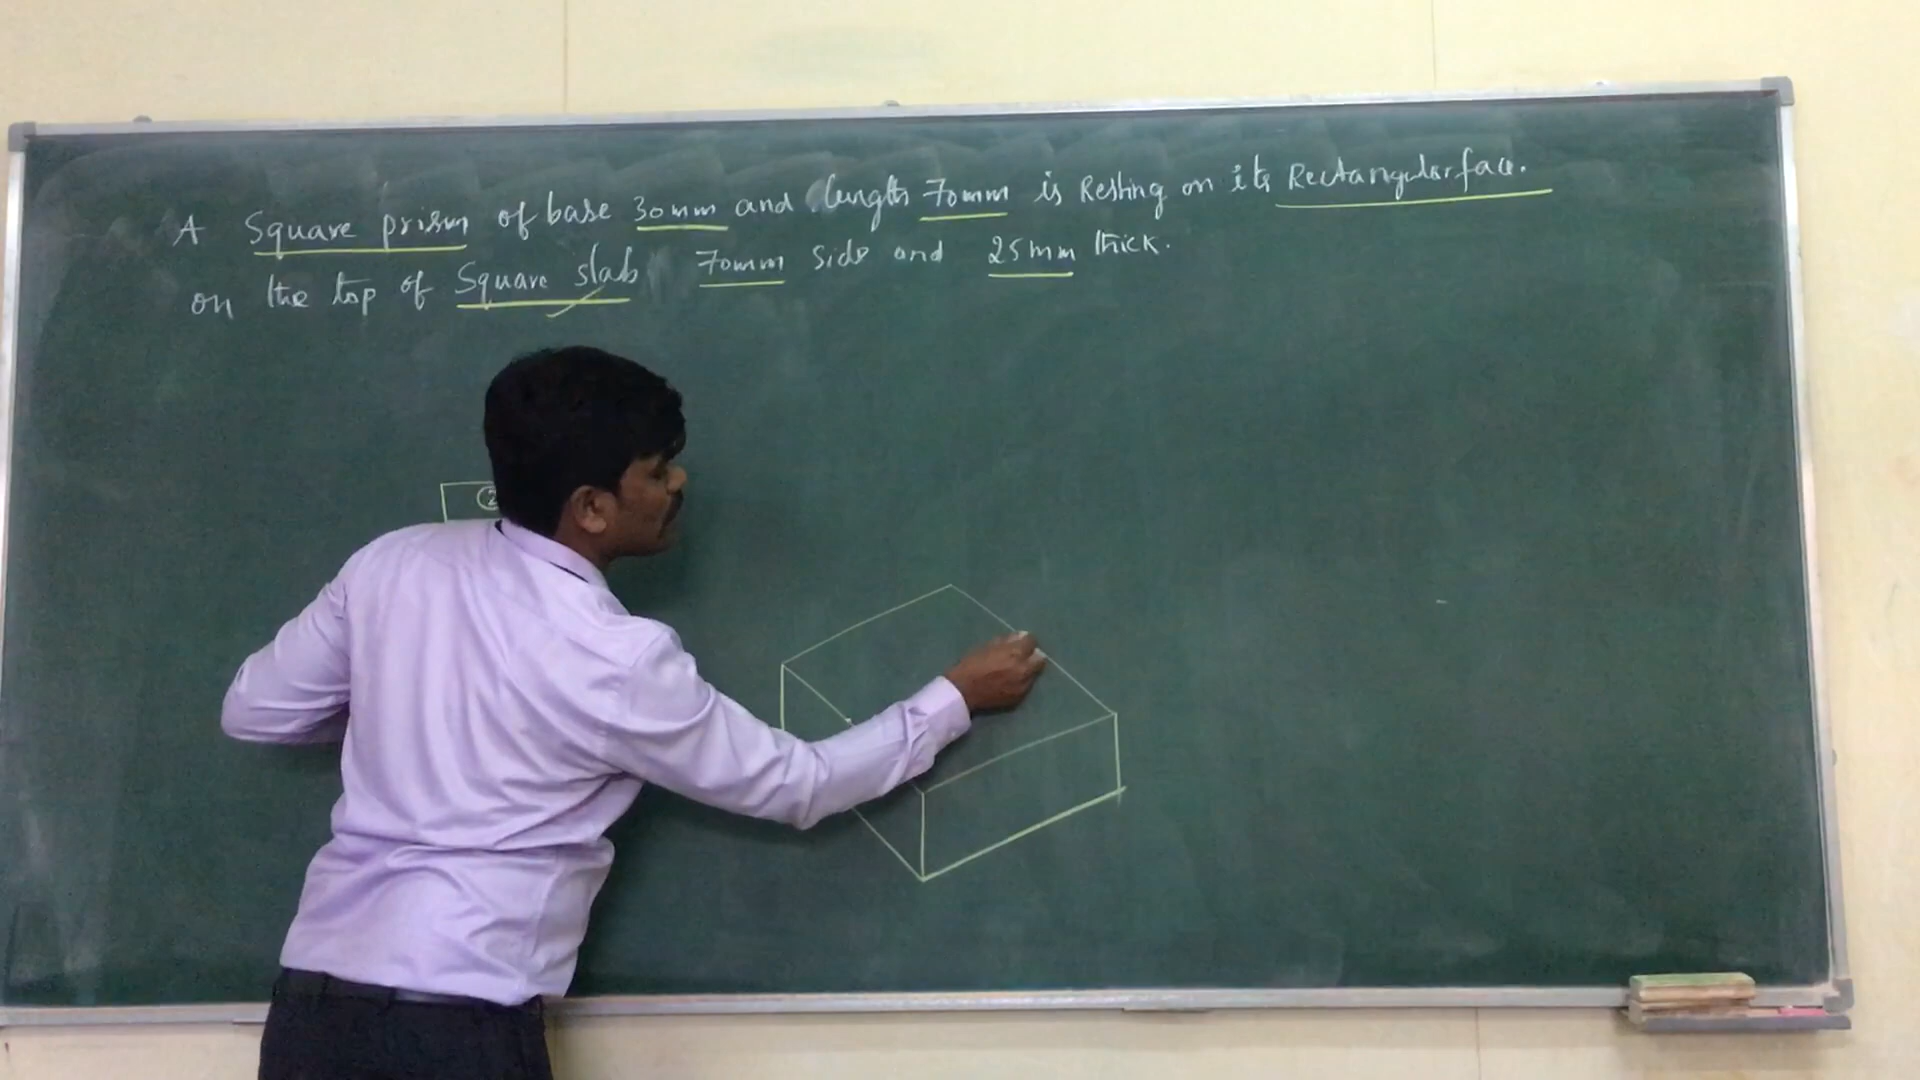 A Square prism of base 30mm and length 70mm is Resting on its Rectangular face.
on the top of Square slab 70mm side and 25mm thick.
②